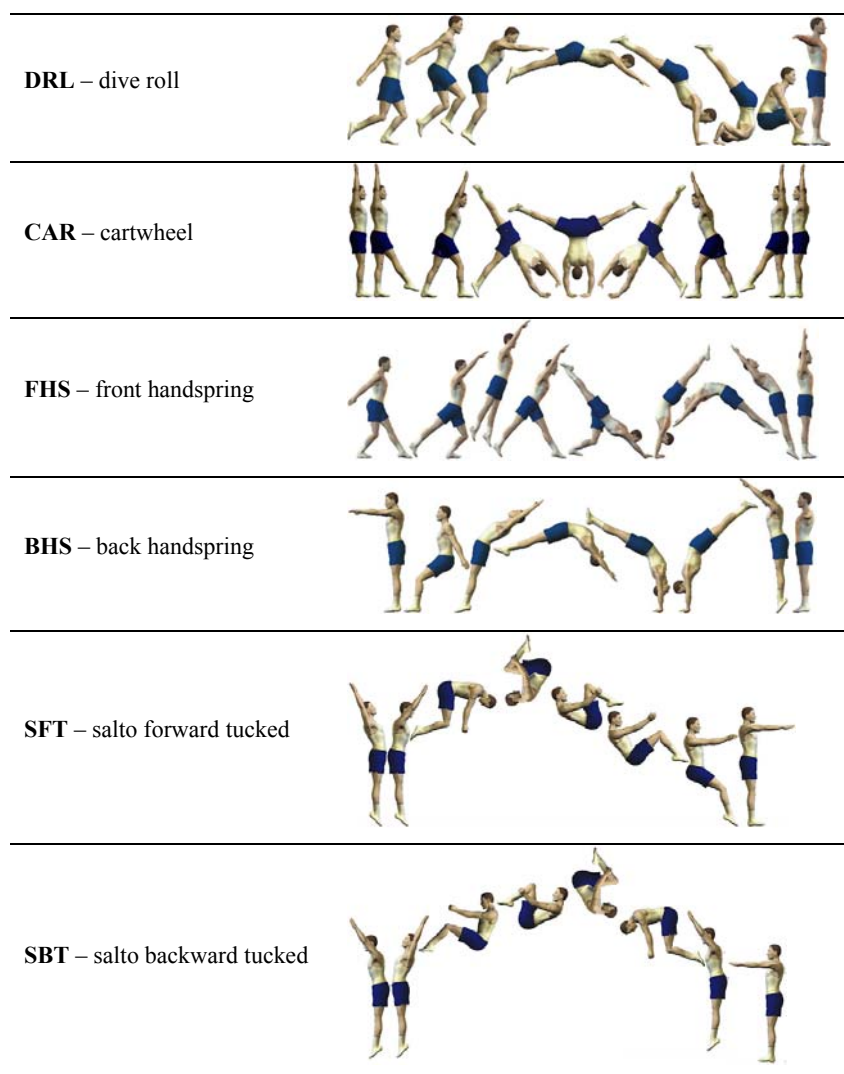 DRL – dive roll
CAR – cartwheel
FHS – front handspring
BHS – back handspring
SFT – salto forward tucked
SBT – salto backward tucked